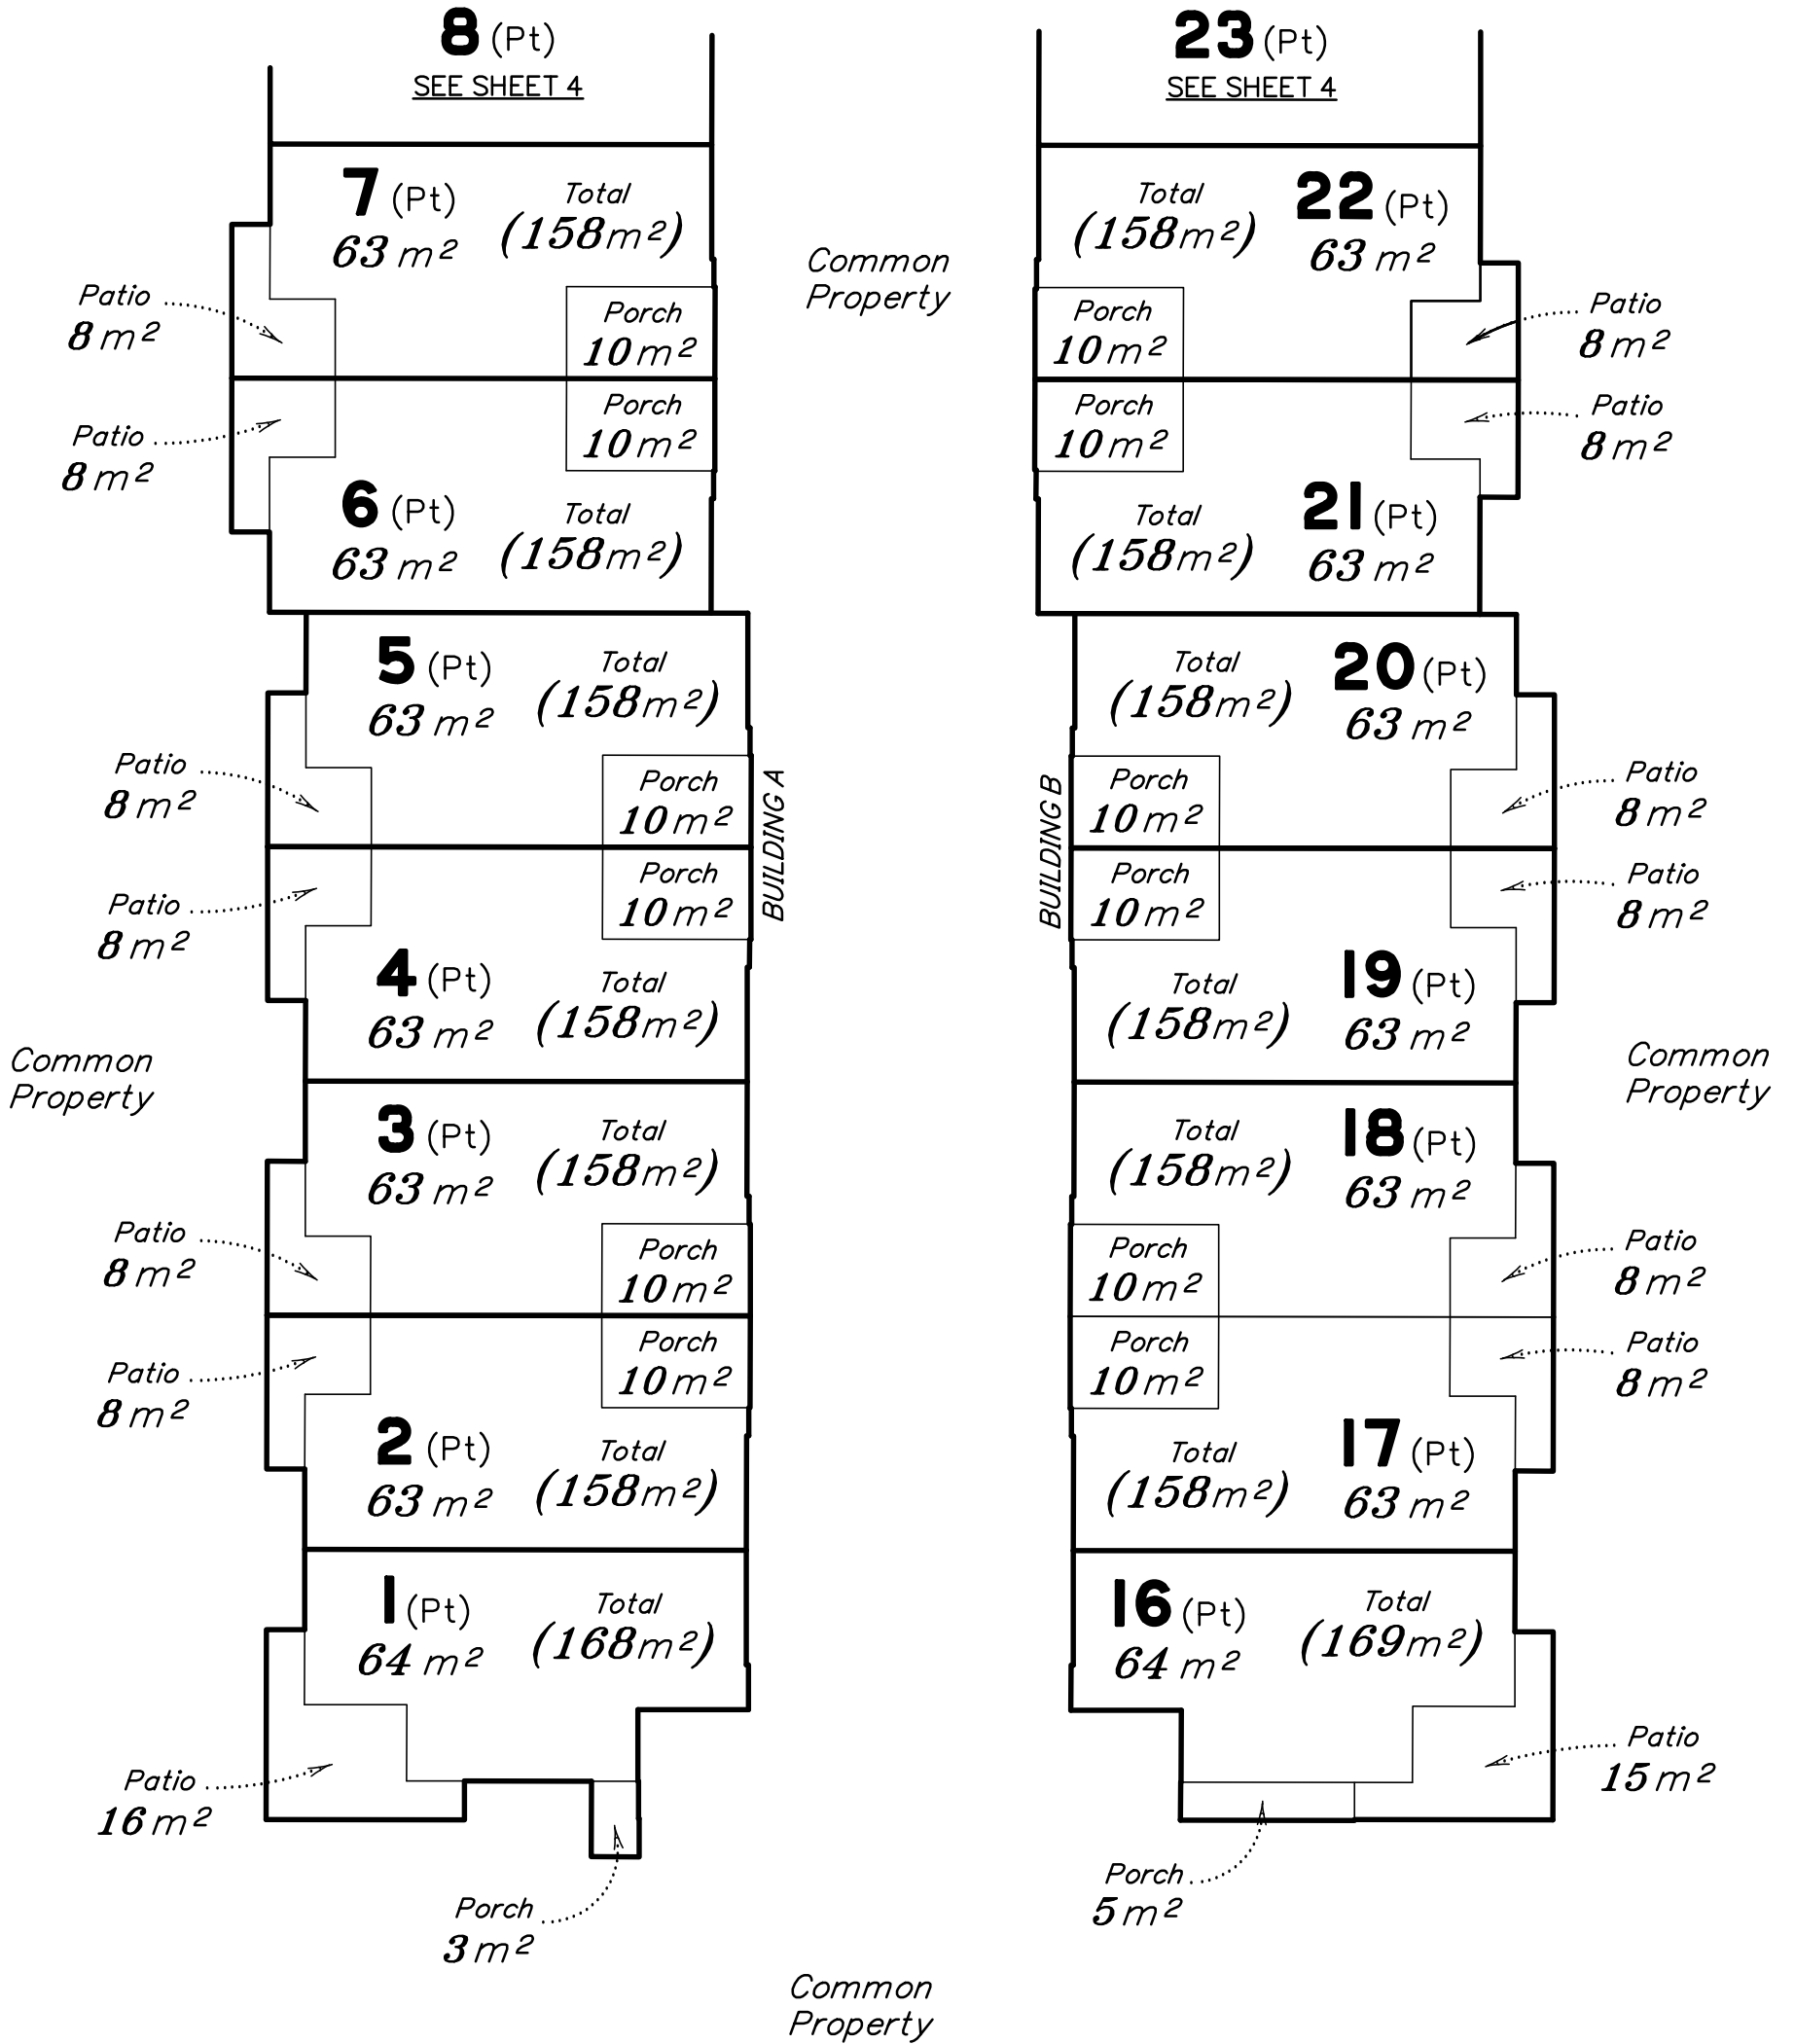 8 (Pt)
SEE SHEET 4
7 (Pt)
63 m²
Total
(158m²)
Patio
8 m²
Porch
10 m²
Patio
8 m²
Porch
10 m²
6 (Pt)
63 m²
Total
(158m²)
5 (Pt)
63 m²
Total
(158m²)
Patio
8 m²
Porch
10 m²
BUILDING A
Patio
8 m²
Porch
10 m²
4 (Pt)
63 m²
Total
(158m²)
Common
Property
3 (Pt)
63 m²
Total
(158m²)
Patio
8 m²
Porch
10 m²
Patio
8 m²
Porch
10 m²
2 (Pt)
63 m²
Total
(158m²)
1 (Pt)
64 m²
Total
(168m²)
Patio
16 m²
Porch
3 m²
Common
Property
23 (Pt)
SEE SHEET 4
Total
(158m²)
22 (Pt)
63 m²
Porch
10 m²
Patio
8 m²
Porch
10 m²
Patio
8 m²
Total
(158m²)
21 (Pt)
63 m²
Total
(158m²)
20 (Pt)
63 m²
BUILDING B
Porch
10 m²
Patio
8 m²
Porch
10 m²
Patio
8 m²
Total
(158m²)
19 (Pt)
63 m²
Common
Property
Total
(158m²)
18 (Pt)
63 m²
Porch
10 m²
Patio
8 m²
Porch
10 m²
Patio
8 m²
Total
(158m²)
17 (Pt)
63 m²
16 (Pt)
64 m²
Total
(169m²)
Patio
15 m²
Porch
5 m²
Common
Property